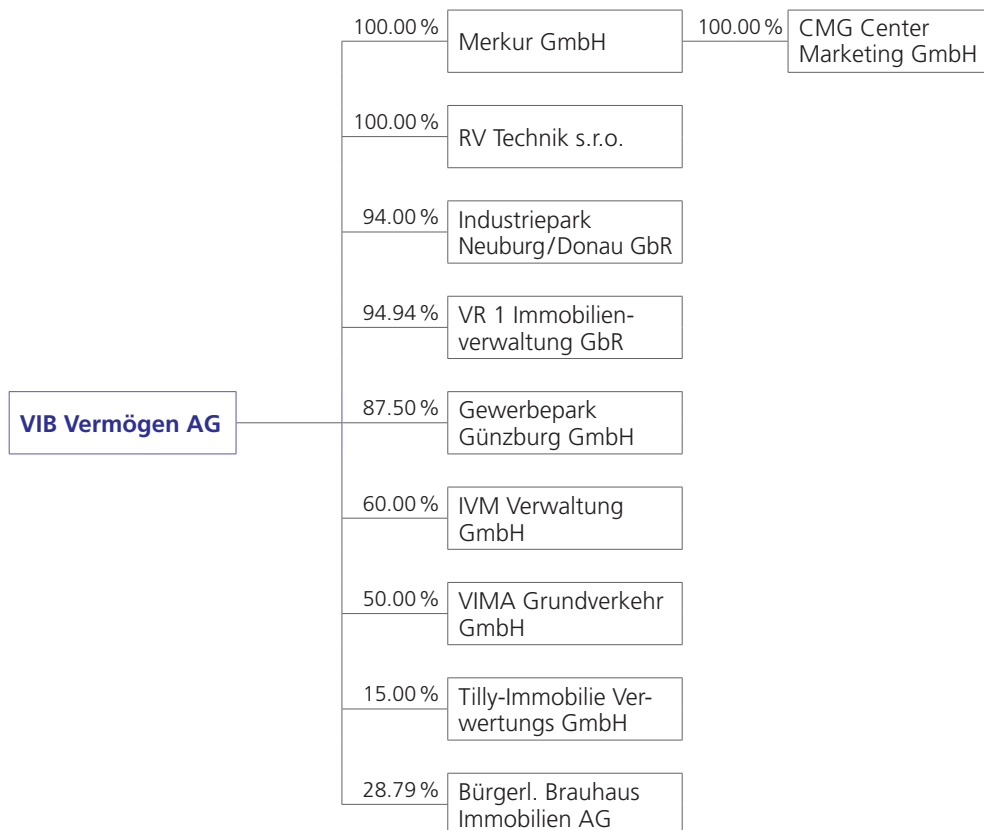 100.00 %
Merkur GmbH
100.00 %
CMG Center
Marketing GmbH
100.00 %
RV Technik s.r.o.
94.00 %
Industriepark
Neuburg/Donau GbR
94.94 %
VR 1 Immobilien-
verwaltung GbR
VIB Vermögen AG
87.50 %
Gewerbepark
Günzburg GmbH
60.00 %
IVM Verwaltung
GmbH
50.00 %
VIMA Grundverkehr
GmbH
15.00 %
Tilly-Immobilie Ver-
wertungs GmbH
28.79 %
Bürgerl. Brauhaus
Immobilien AG